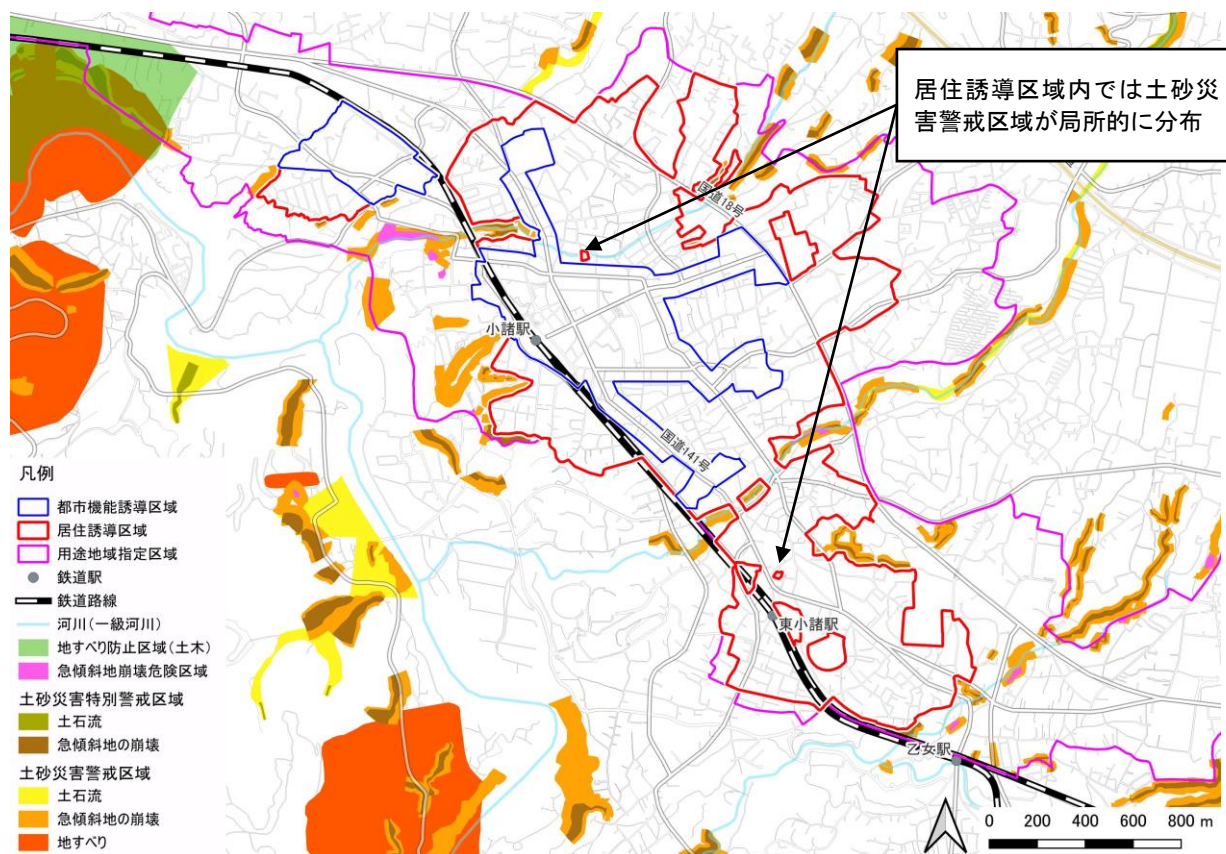 居住誘導区域内では土砂災
害警戒区域が局所的に分布
国道18号
小諸駅
国道141号
東小諸駅
乙女駅
凡例
都市機能誘導区域
居住誘導区域
用途地域指定区域
鉄道駅
鉄道路線
河川(一級河川)
地すべり防止区域(土木)
急傾斜地崩壊危険区域
土砂災害特別警戒区域
土石流
急傾斜地の崩壊
土砂災害警戒区域
土石流
急傾斜地の崩壊
地すべり
0 200 400 600 800 m